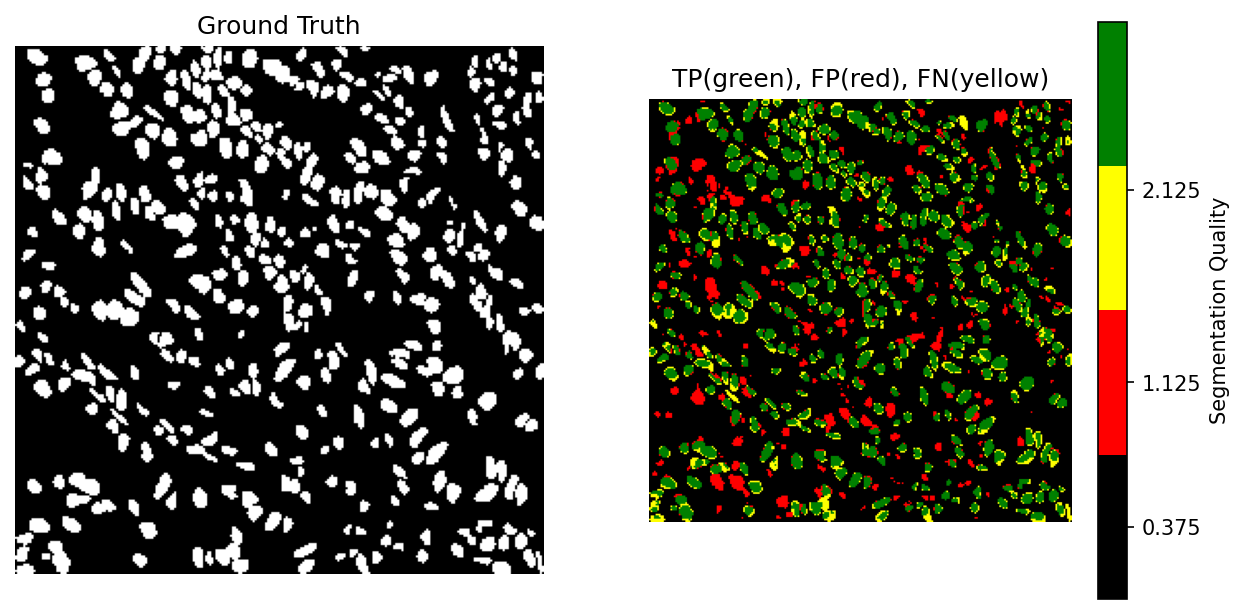 Ground Truth
TP(green), FP(red), FN(yellow)
2.125
1.125
0.375
Segmentation Quality